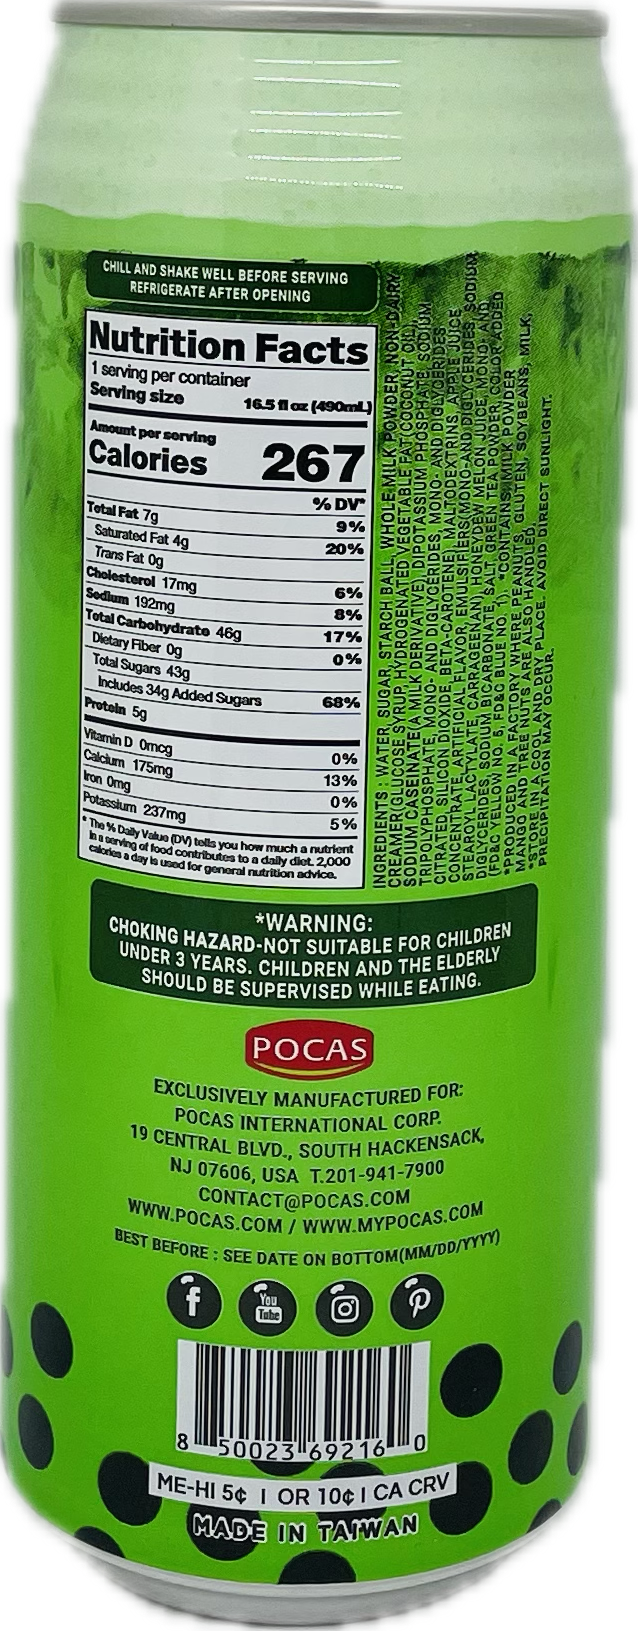 CHILL AND SHAKE WELL BEFORE SERVING
REFRIGERATE AFTER OPENING
Nutrition Facts
1 serving per container
Serving size 16.5 fl oz (490mL)
Amount per serving
Calories 267
% DV*
Total Fat 7g 9%
Saturated Fat 4g 20%
Trans Fat 0g
Cholesterol 17mg 6%
Sodium 192mg 8%
Total Carbohydrate 46g 17%
Dietary Fiber 0g 0%
Total Sugars 43g
Includes 34g Added Sugars 68%
Protein 5g
Vitamin D 0mcg 0%
Calcium 175mg 13%
Iron 0mg 0%
Potassium 237mg 5%
* The % Daily Value (DV) tells you how much a nutrient
in a serving of food contributes to a daily diet. 2,000
calories a day is used for general nutrition advice.
INGREDIENTS : WATER, SUGAR, STARCH BALL, WHOLE MILK POWDER, NON-DAIRY
CREAMER(GLUCOSE SYRUP, HYDROGENATED VEGETABLE FAT(COCONUT OIL),
SODIUM CASEINATE(A MILK DERIVATIVE), DIPOTASSIUM PHOSPHATE, SODIUM
TRIPOLYPHOSPHATE, MONO- AND DIGLYCERIDES, MONO- AND DIGLYCERIDES
CITRATED, SILICON DIOXIDE, BETA-CAROTENE), MALTODEXTRINS, APPLE JUICE
CONCENTRATE, ARTIFICIAL FLAVOR, EMULIFIERS(MONO-AND DIGLYCERIDES, SODIUM
STEAROYL LACTYLATE, CARRAGEENAN), HONEYDEW MELON JUICE, MONO- AND
DIGLYCERIDES, SODIUM BICARBONATE, SALT, GREEN TEA POWDER, COLOR ADDED
(FD&C YELLOW NO. 5, FD&C BLUE NO. 1). *CONTAINS: MILK POWDER
*PRODUCED IN A FACTORY WHERE PEANUTS, GLUTEN, SOYBEANS, MILK,
MANGO AND TREE NUTS ARE ALSO HANDLED.
*STORE IN A COOL AND DRY PLACE. AVOID DIRECT SUNLIGHT.
PRECIPITATION MAY OCCUR.
*WARNING:
CHOKING HAZARD-NOT SUITABLE FOR CHILDREN
UNDER 3 YEARS. CHILDREN AND THE ELDERLY
SHOULD BE SUPERVISED WHILE EATING.
POCAS
EXCLUSIVELY MANUFACTURED FOR:
POCAS INTERNATIONAL CORP.
19 CENTRAL BLVD., SOUTH HACKENSACK,
NJ 07606, USA T.201-941-7900
CONTACT@POCAS.COM
WWW.POCAS.COM / WWW.MYPOCAS.COM
BEST BEFORE : SEE DATE ON BOTTOM(MM/DD/YYYY)
You
Tube
8 50023 69216 0
ME-HI 5¢ I OR 10¢ I CA CRV
MADE IN TAIWAN